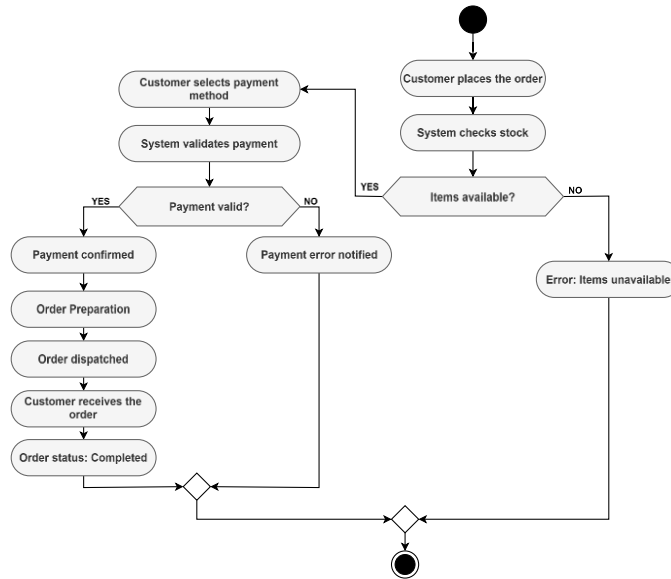 Customer places the order
System checks stock
Items available?
YES
NO
Customer selects payment
method
System validates payment
Payment valid?
YES
NO
Payment confirmed
Payment error notified
Error: Items unavailable
Order Preparation
Order dispatched
Customer receives the
order
Order status: Completed